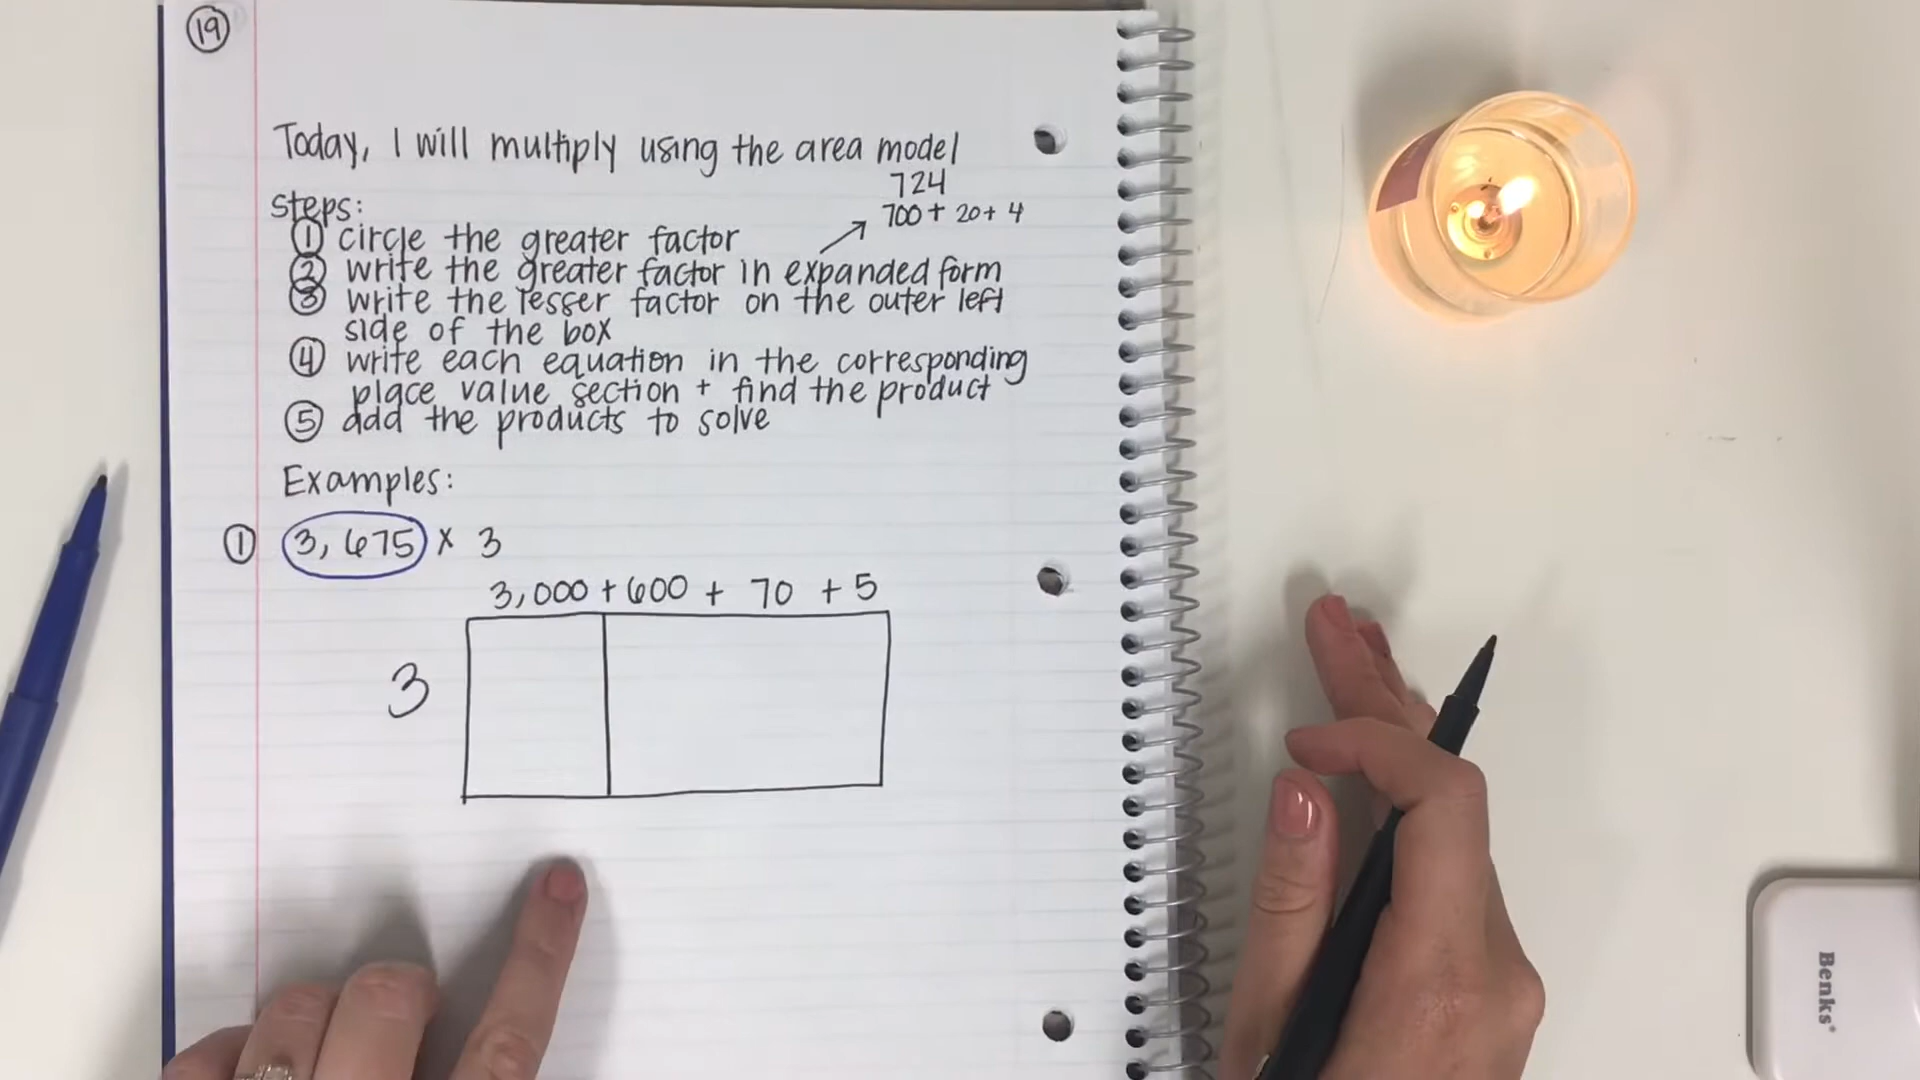 19
Today, I will multiply using the area model
724
700 + 20 + 4
steps:
① circle the greater factor
② write the greater factor in expanded form
③ write the lesser factor on the outer left
side of the box
④ write each equation in the corresponding
place value section + find the product
⑤ add the products to solve
Examples:
① 3,675 x 3
3,000 + 600 + 70 + 5
3
Benks®